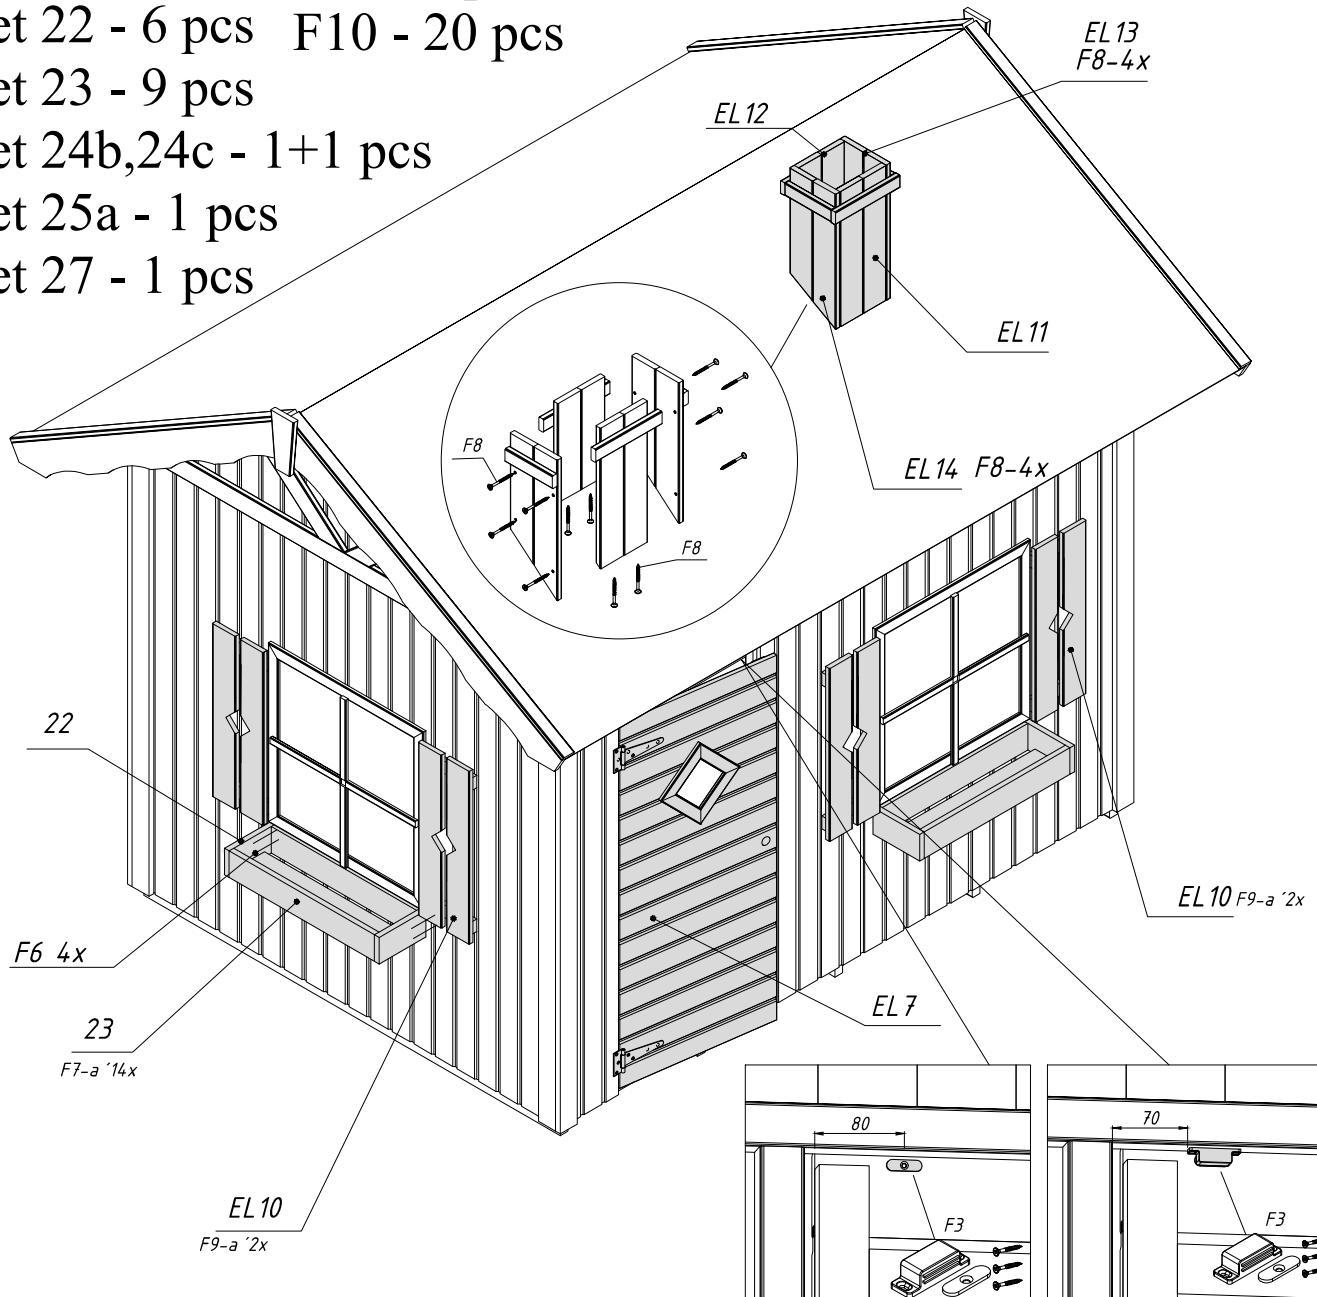 et 22 - 6 pcs F10 - 20 pcs
et 23 - 9 pcs
et 24b,24c - 1+1 pcs
et 25a - 1 pcs
et 27 - 1 pcs
EL13
F8-4x
EL12
EL11
EL14 F8-4x
F8
F8
22
F6 4x
23
F7-a ´14x
EL10
F9-a ´2x
EL10 F9-a ´2x
EL7
80
F3
70
F3